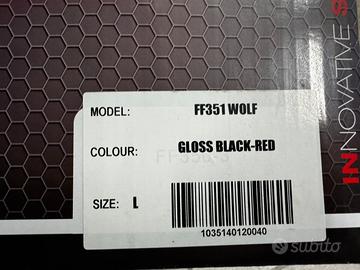 MODEL: FF351 WOLF
COLOUR: GLOSS BLACK-RED
SIZE: L
1035140120040
INNOVATIVE S
subito